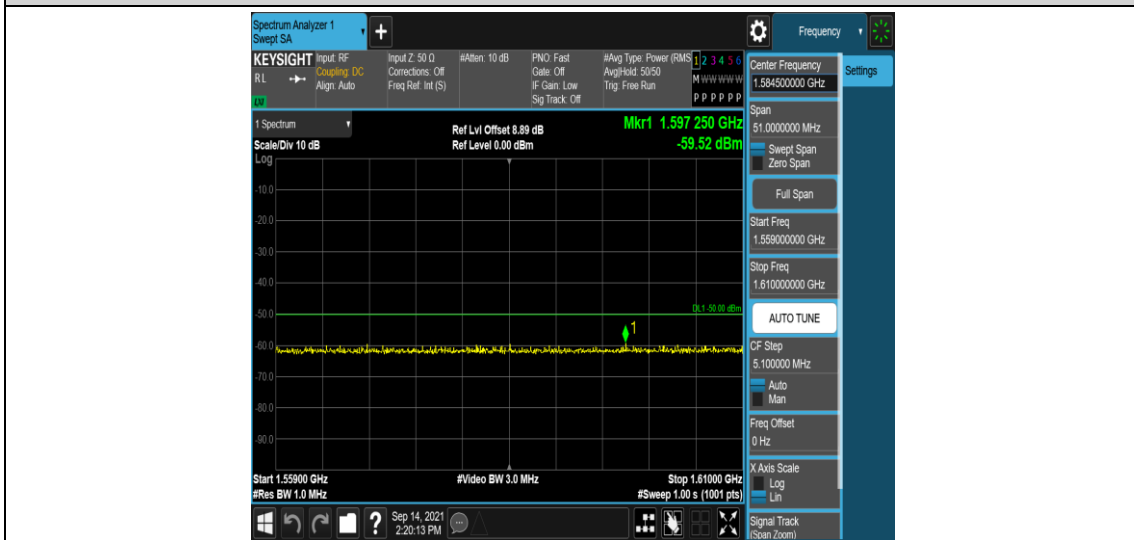 Spectrum Analyzer 1
Swept SA
+
Frequency
KEYSIGHT
RL
LXI
Input: RF
Coupling: DC
Align: Auto
Input Z: 50 Ω
Corrections: Off
Freq Ref: Int (S)
#Atten: 10 dB
PNO: Fast
Gate: Off
IF Gain: Low
Sig Track: Off
#Avg Type: Power (RMS
Avg|Hold: 50/50
Trig: Free Run
1 2 3 4 5 6
M W W W W W
P P P P P P
1 Spectrum
Scale/Div 10 dB
Ref Lvl Offset 8.89 dB
Ref Level 0.00 dBm
Mkr1 1.597 250 GHz
-59.52 dBm
Log
-10.0
-20.0
-30.0
-40.0
-50.0
DL1 -50.00 dBm
1
-60.0
-70.0
-80.0
-90.0
Start 1.55900 GHz
#Video BW 3.0 MHz
Stop 1.61000 GHz
#Res BW 1.0 MHz
#Sweep 1.00 s (1001 pts)
Center Frequency
1.584500000 GHz
Settings
Span
51.0000000 MHz
Swept Span
Zero Span
Full Span
Start Freq
1.559000000 GHz
Stop Freq
1.610000000 GHz
AUTO TUNE
CF Step
5.100000 MHz
Auto
Man
Freq Offset
0 Hz
X Axis Scale
Log
Lin
Signal Track
(Span Zoom)
?
Sep 14, 2021
2:20:13 PM